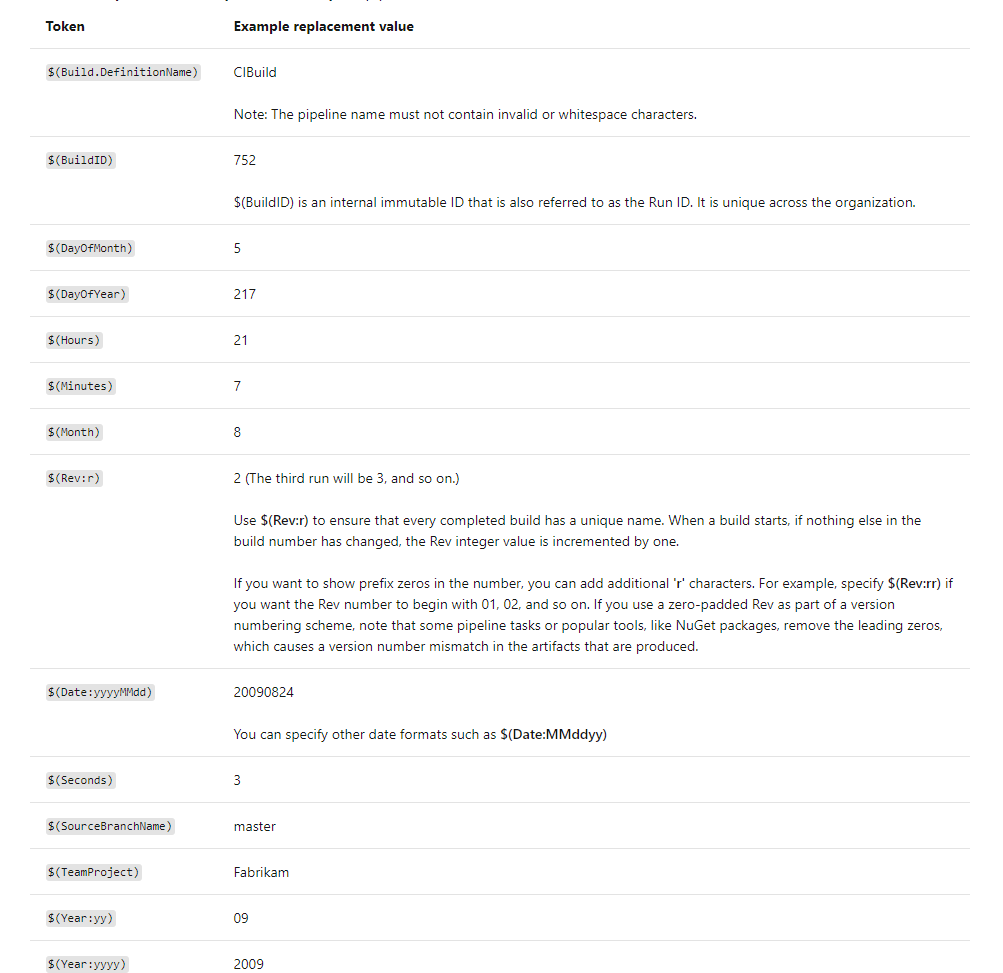 Token Example replacement value
$(Build.DefinitionName) CIBuild
Note: The pipeline name must not contain invalid or whitespace characters.
$(BuildID) 752
$(BuildID) is an internal immutable ID that is also referred to as the Run ID. It is unique across the organization.
$(DayOfMonth) 5
$(DayOfYear) 217
$(Hours) 21
$(Minutes) 7
$(Month) 8
$(Rev:r) 2 (The third run will be 3, and so on.)
Use $(Rev:r) to ensure that every completed build has a unique name. When a build starts, if nothing else in the
build number has changed, the Rev integer value is incremented by one.
If you want to show prefix zeros in the number, you can add additional 'r' characters. For example, specify $(Rev:rr) if
you want the Rev number to begin with 01, 02, and so on. If you use a zero-padded Rev as part of a version
numbering scheme, note that some pipeline tasks or popular tools, like NuGet packages, remove the leading zeros,
which causes a version number mismatch in the artifacts that are produced.
$(Date:yyyyMMdd) 20090824
You can specify other date formats such as $(Date:MMddyy)
$(Seconds) 3
$(SourceBranchName) master
$(TeamProject) Fabrikam
$(Year:yy) 09
$(Year:yyyy) 2009